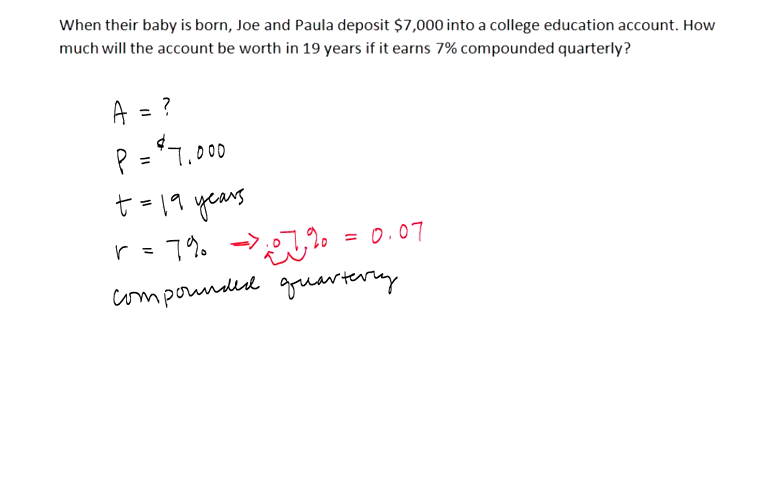 When their baby is born, Joe and Paula deposit $7,000 into a college education account. How
much will the account be worth in 19 years if it earns 7% compounded quarterly?
A = ?
P = $7,000
t = 19 years
r = 7% → .07.% = 0.07
compounded quarterly